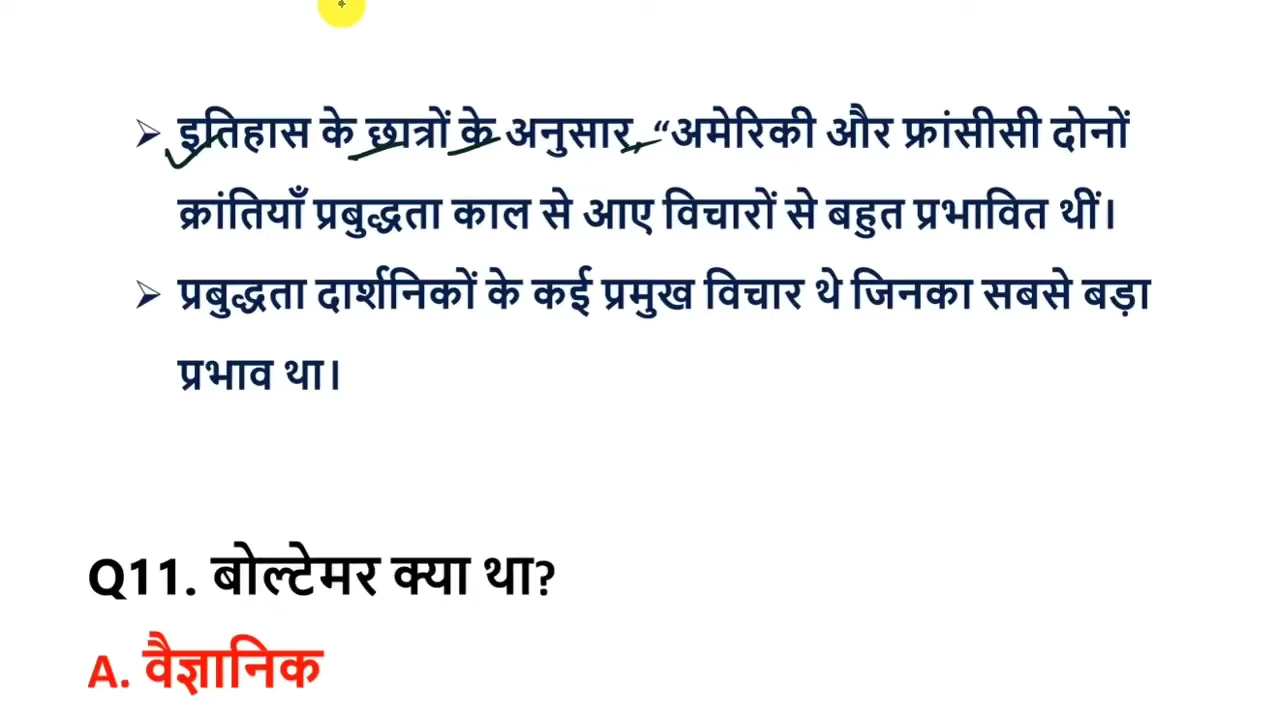 ➢ इतिहास के छात्रों के अनुसार, “अमेरिकी और फ्रांसीसी दोनों
क्रांतियाँ प्रबुद्धता काल से आए विचारों से बहुत प्रभावित थीं।
➢ प्रबुद्धता दार्शनिकों के कई प्रमुख विचार थे जिनका सबसे बड़ा
प्रभाव था।
Q11. बोल्टेमर क्या था?
A. वैज्ञानिक